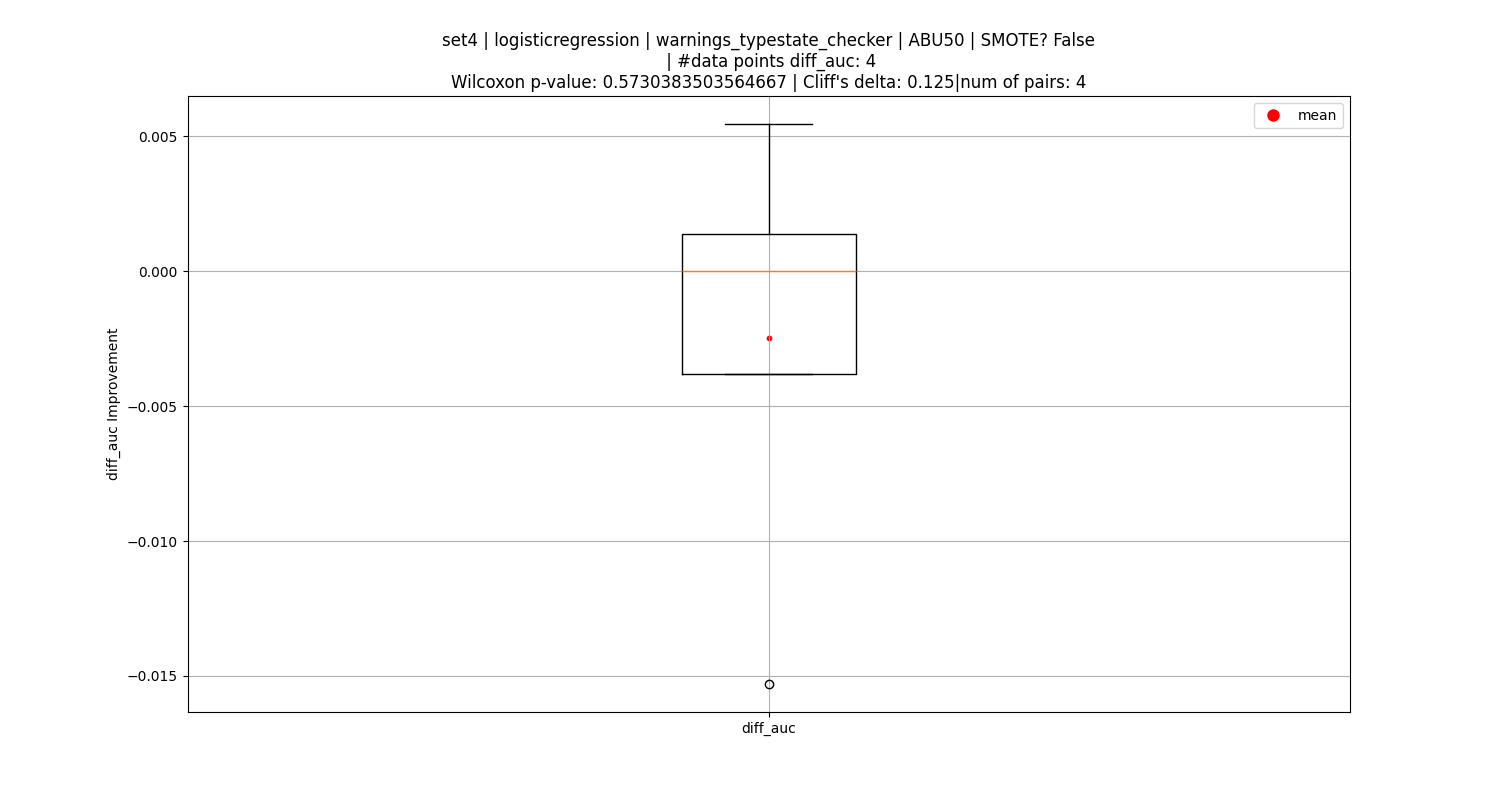 set4 | logisticregression | warnings_typestate_checker | ABU50 | SMOTE? False
| #data points diff_auc: 4
Wilcoxon p-value: 0.5730383503564667 | Cliff's delta: 0.125|num of pairs: 4
mean
0.005
0.000
−0.005
−0.010
−0.015
diff_auc Improvement
diff_auc